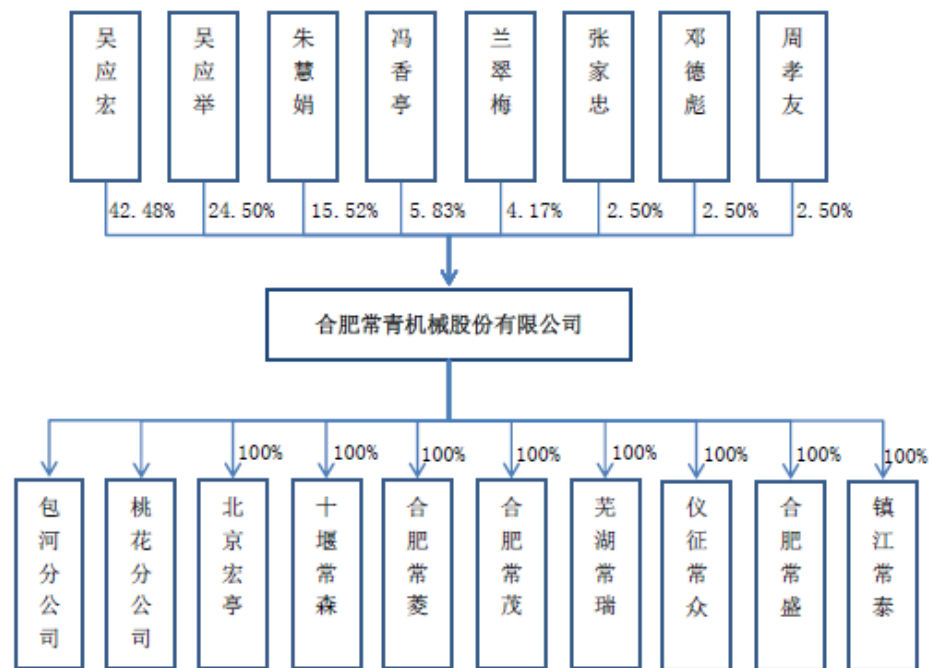 吴应宏
吴应举
朱慧娟
冯香亭
兰翠梅
张家忠
邓德彪
周孝友
42.48%
24.50%
15.52%
5.83%
4.17%
2.50%
2.50%
2.50%
合肥常青机械股份有限公司
100%
100%
100%
100%
100%
100%
100%
100%
包河分公司
桃花分公司
北京宏亭
十堰常森
合肥常菱
合肥常茂
芜湖常瑞
仪征常众
合肥常盛
镇江常泰